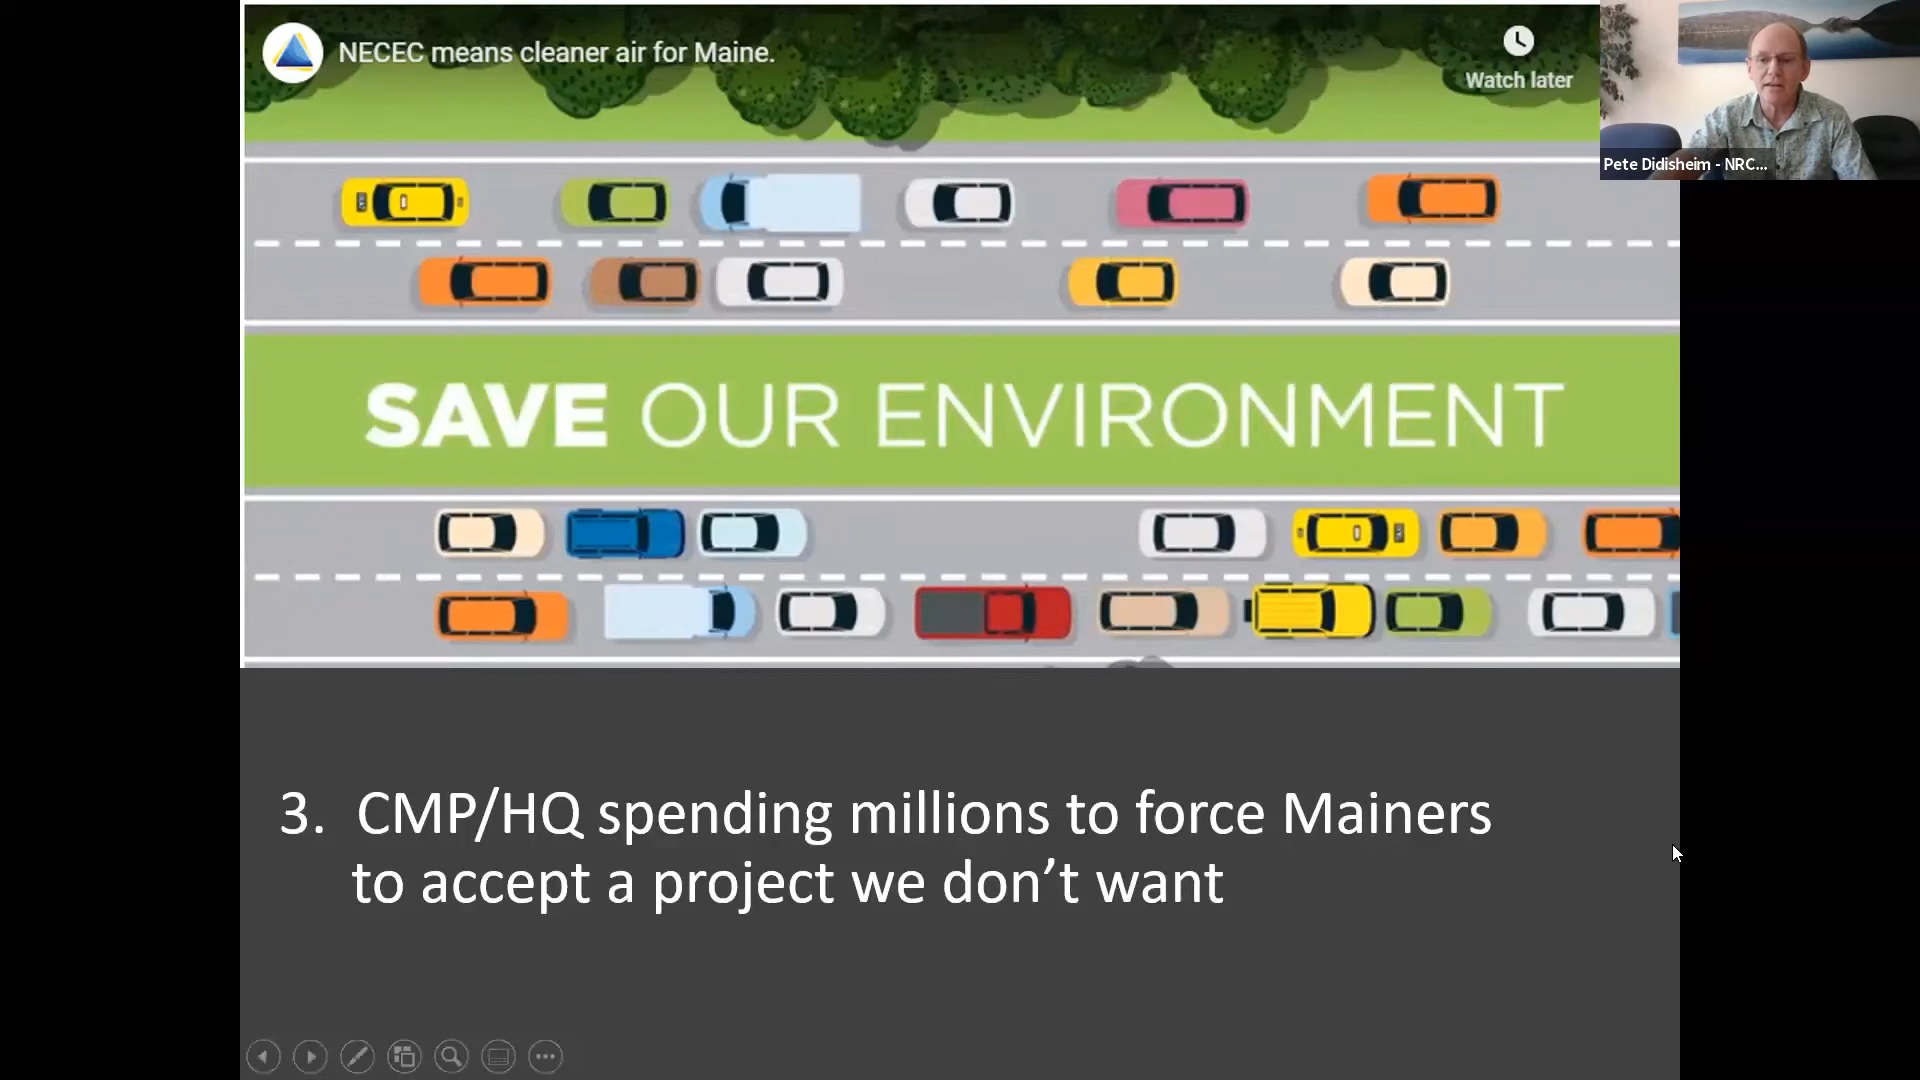 NECEC means cleaner air for Maine.
Watch later
Pete Didisheim - NRC...
SAVE OUR ENVIRONMENT
3. CMP/HQ spending millions to force Mainers
to accept a project we don’t want